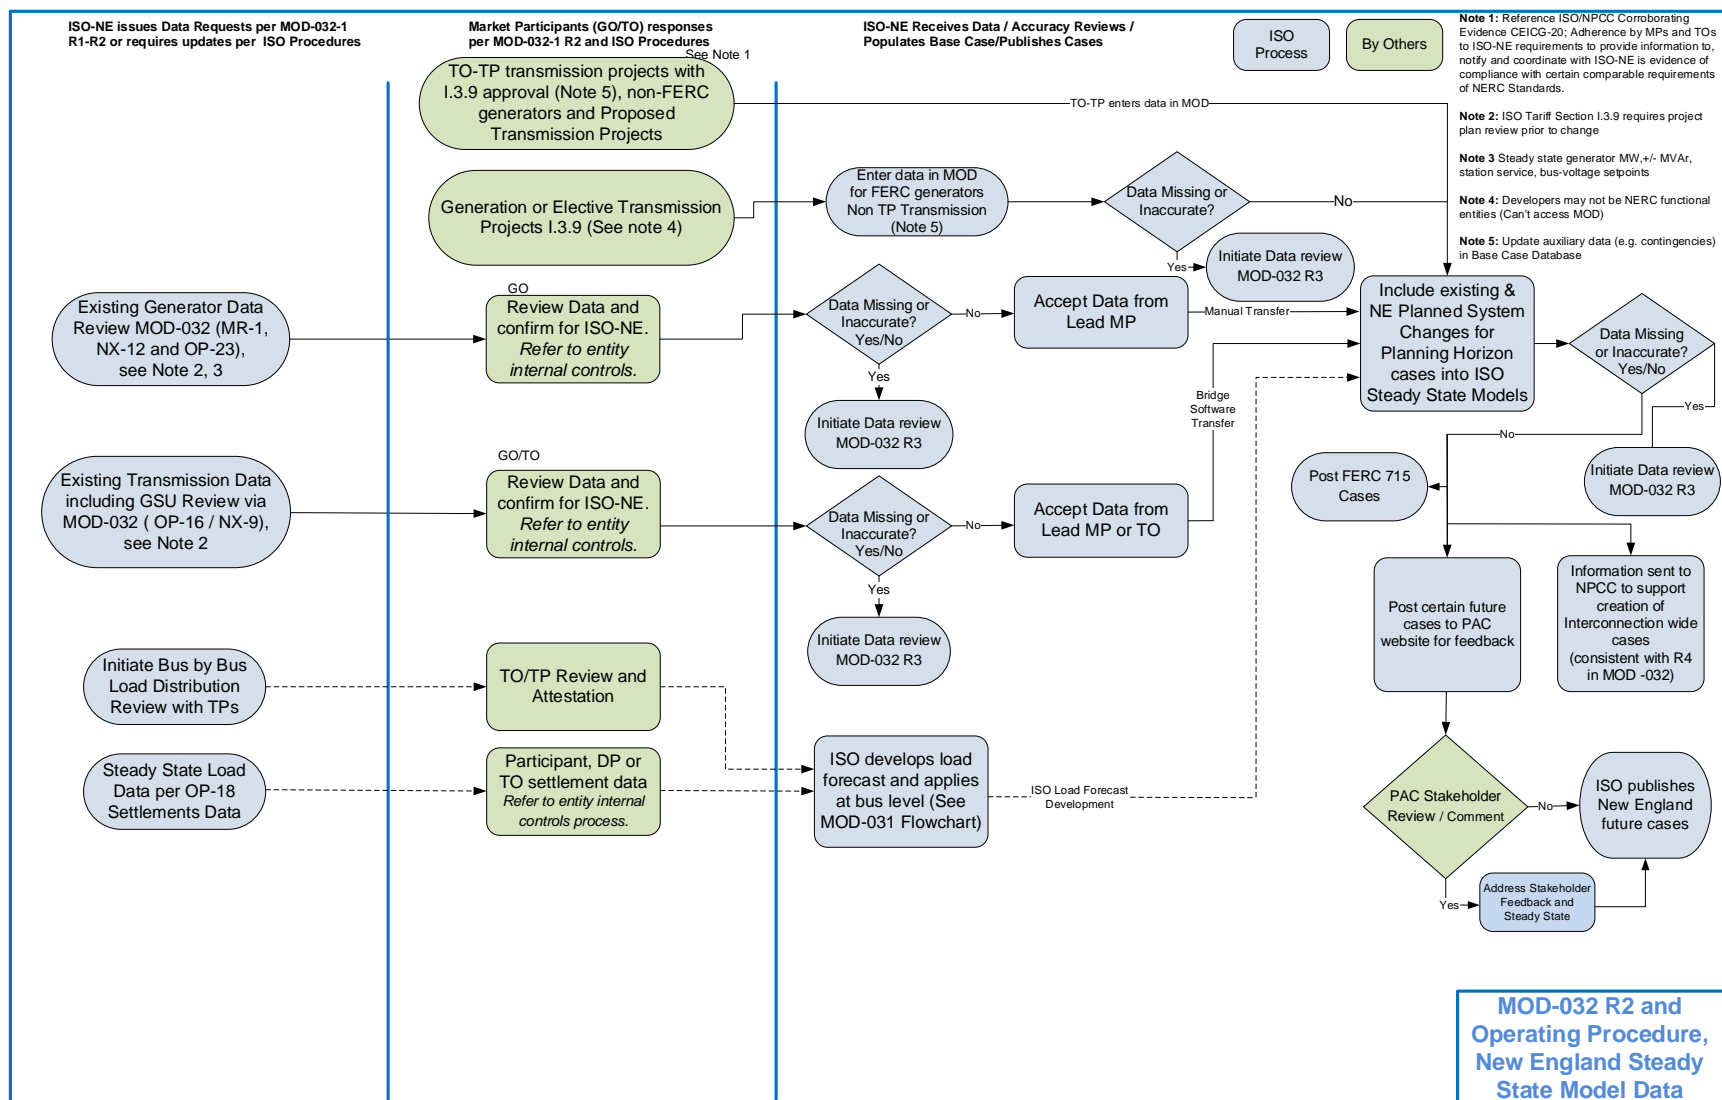 ISO-NE issues Data Requests per MOD-032-1
R1-R2 or requires updates per ISO Procedures
Market Participants (GO/TO) responses
per MOD-032-1 R2 and ISO Procedures
See Note 1
ISO-NE Receives Data / Accuracy Reviews /
Populates Base Case/Publishes Cases
ISO
Process
By Others
Note 1: Reference ISO/NPCC Corroborating
Evidence CEICG-20; Adherence by MPs and TOs
to ISO-NE requirements to provide information to,
notify and coordinate with ISO-NE is evidence of
compliance with certain comparable requirements
of NERC Standards.
Note 2: ISO Tariff Section I.3.9 requires project
plan review prior to change
Note 3 Steady state generator MW,+/- MVAr,
station service, bus-voltage setpoints
Note 4: Developers may not be NERC functional
entities (Can't access MOD)
Note 5: Update auxiliary data (e.g. contingencies)
in Base Case Database
TO-TP transmission projects with
I.3.9 approval (Note 5), non-FERC
generators and Proposed
Transmission Projects
TO-TP enters data in MOD
Generation or Elective Transmission
Projects I.3.9 (See note 4)
Enter data in MOD
for FERC generators
Non TP Transmission
(Note 5)
Data Missing or
Inaccurate?
No
Yes
Initiate Data review
MOD-032 R3
Existing Generator Data
Review MOD-032 (MR-1,
NX-12 and OP-23),
see Note 2, 3
GO
Review Data and
confirm for ISO-NE.
Refer to entity
internal controls.
Data Missing or
Inaccurate?
Yes/No
No
Accept Data from
Lead MP
Manual Transfer
Yes
Initiate Data review
MOD-032 R3
Include existing &
NE Planned System
Changes for
Planning Horizon
cases into ISO
Steady State Models
Data Missing
or Inaccurate?
Yes/No
Yes
No
Initiate Data review
MOD-032 R3
Bridge
Software
Transfer
Existing Transmission Data
including GSU Review via
MOD-032 ( OP-16 / NX-9),
see Note 2
GO/TO
Review Data and
confirm for ISO-NE.
Refer to entity
internal controls.
Data Missing or
Inaccurate?
Yes/No
No
Accept Data from
Lead MP or TO
Yes
Initiate Data review
MOD-032 R3
Post FERC 715
Cases
Post certain future
cases to PAC
website for feedback
Information sent to
NPCC to support
creation of
Interconnection wide
cases
(consistent with R4
in MOD -032)
Initiate Bus by Bus
Load Distribution
Review with TPs
TO/TP Review and
Attestation
Steady State Load
Data per OP-18
Settlements Data
Participant, DP or
TO settlement data
Refer to entity internal
controls process.
ISO develops load
forecast and applies
at bus level (See
MOD-031 Flowchart)
ISO Load Forecast
Development
PAC Stakeholder
Review / Comment
No
ISO publishes
New England
future cases
Yes
Address Stakeholder
Feedback and
Steady State
MOD-032 R2 and
Operating Procedure,
New England Steady
State Model Data